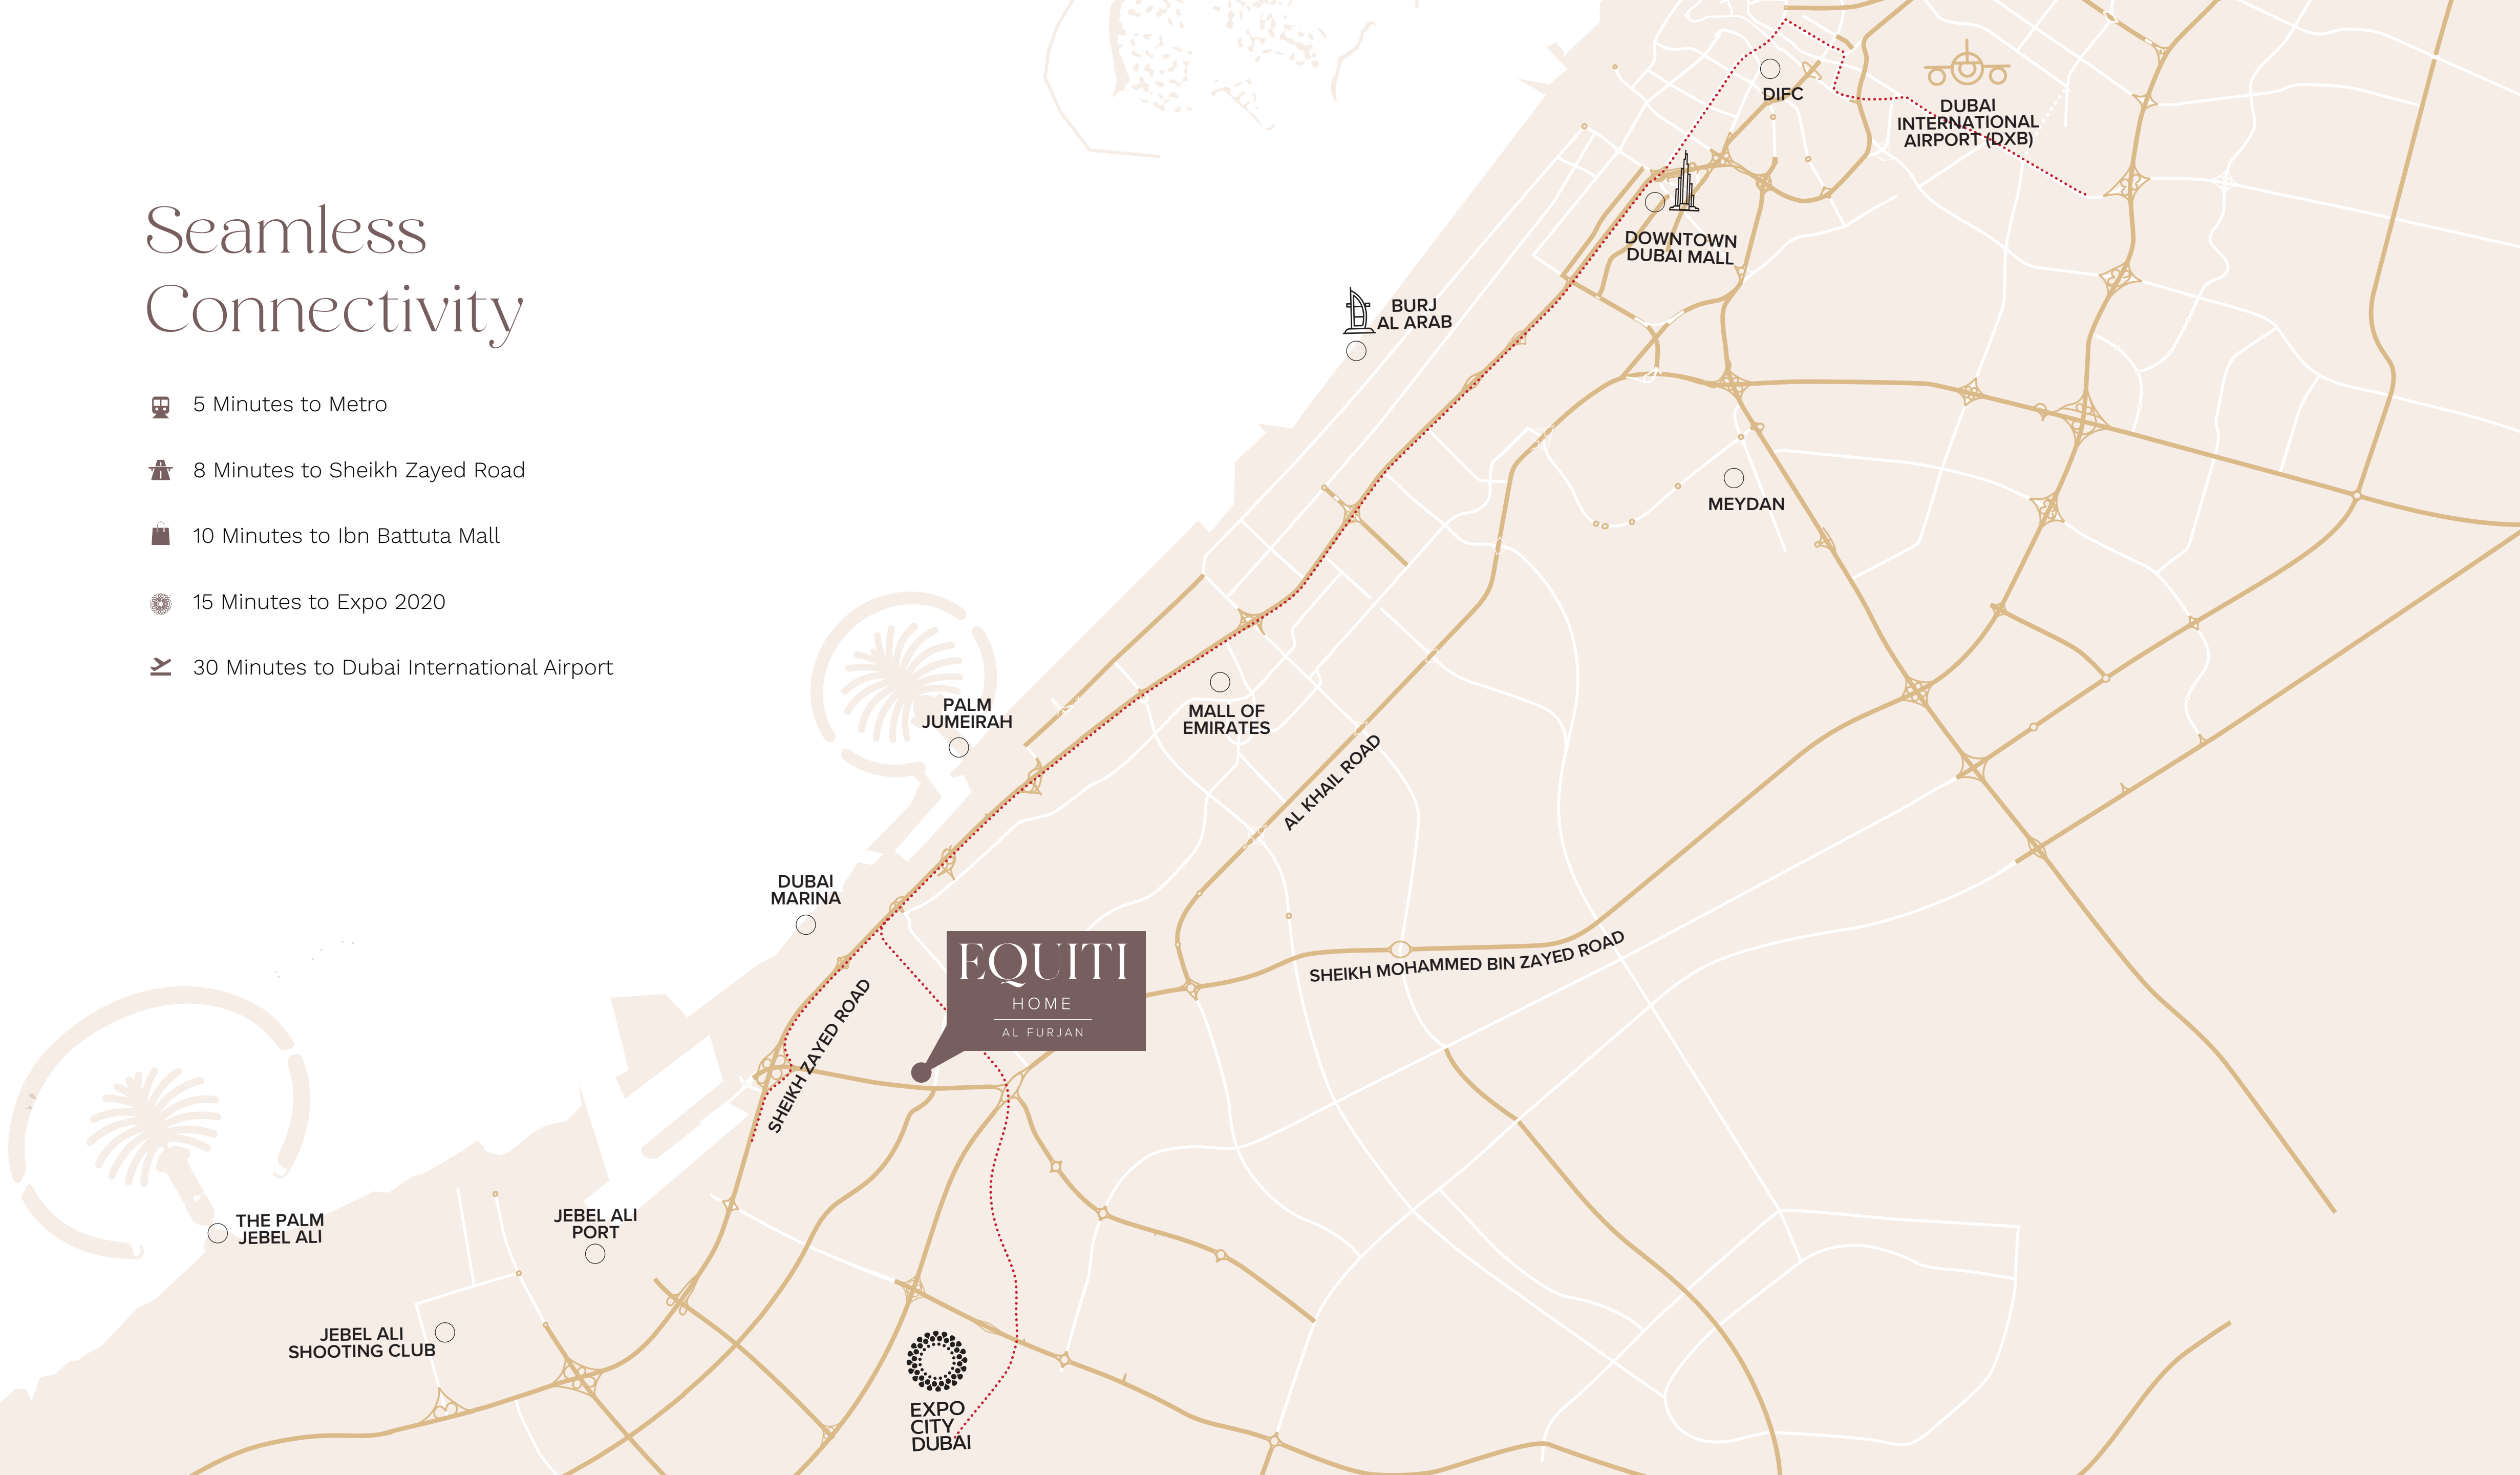 Seamless
Connectivity
5 Minutes to Metro
8 Minutes to Sheikh Zayed Road
10 Minutes to Ibn Battuta Mall
15 Minutes to Expo 2020
30 Minutes to Dubai International Airport
DIFC
DUBAI
INTERNATIONAL
AIRPORT (DXB)
DOWNTOWN
DUBAI MALL
BURJ
AL ARAB
MEYDAN
PALM
JUMEIRAH
MALL OF
EMIRATES
AL KHAIL ROAD
DUBAI
MARINA
EQUITI
HOME
AL FURJAN
SHEIKH MOHAMMED BIN ZAYED ROAD
SHEIKH ZAYED ROAD
THE PALM
JEBEL ALI
JEBEL ALI
PORT
JEBEL ALI
SHOOTING CLUB
EXPO
CITY
DUBAI